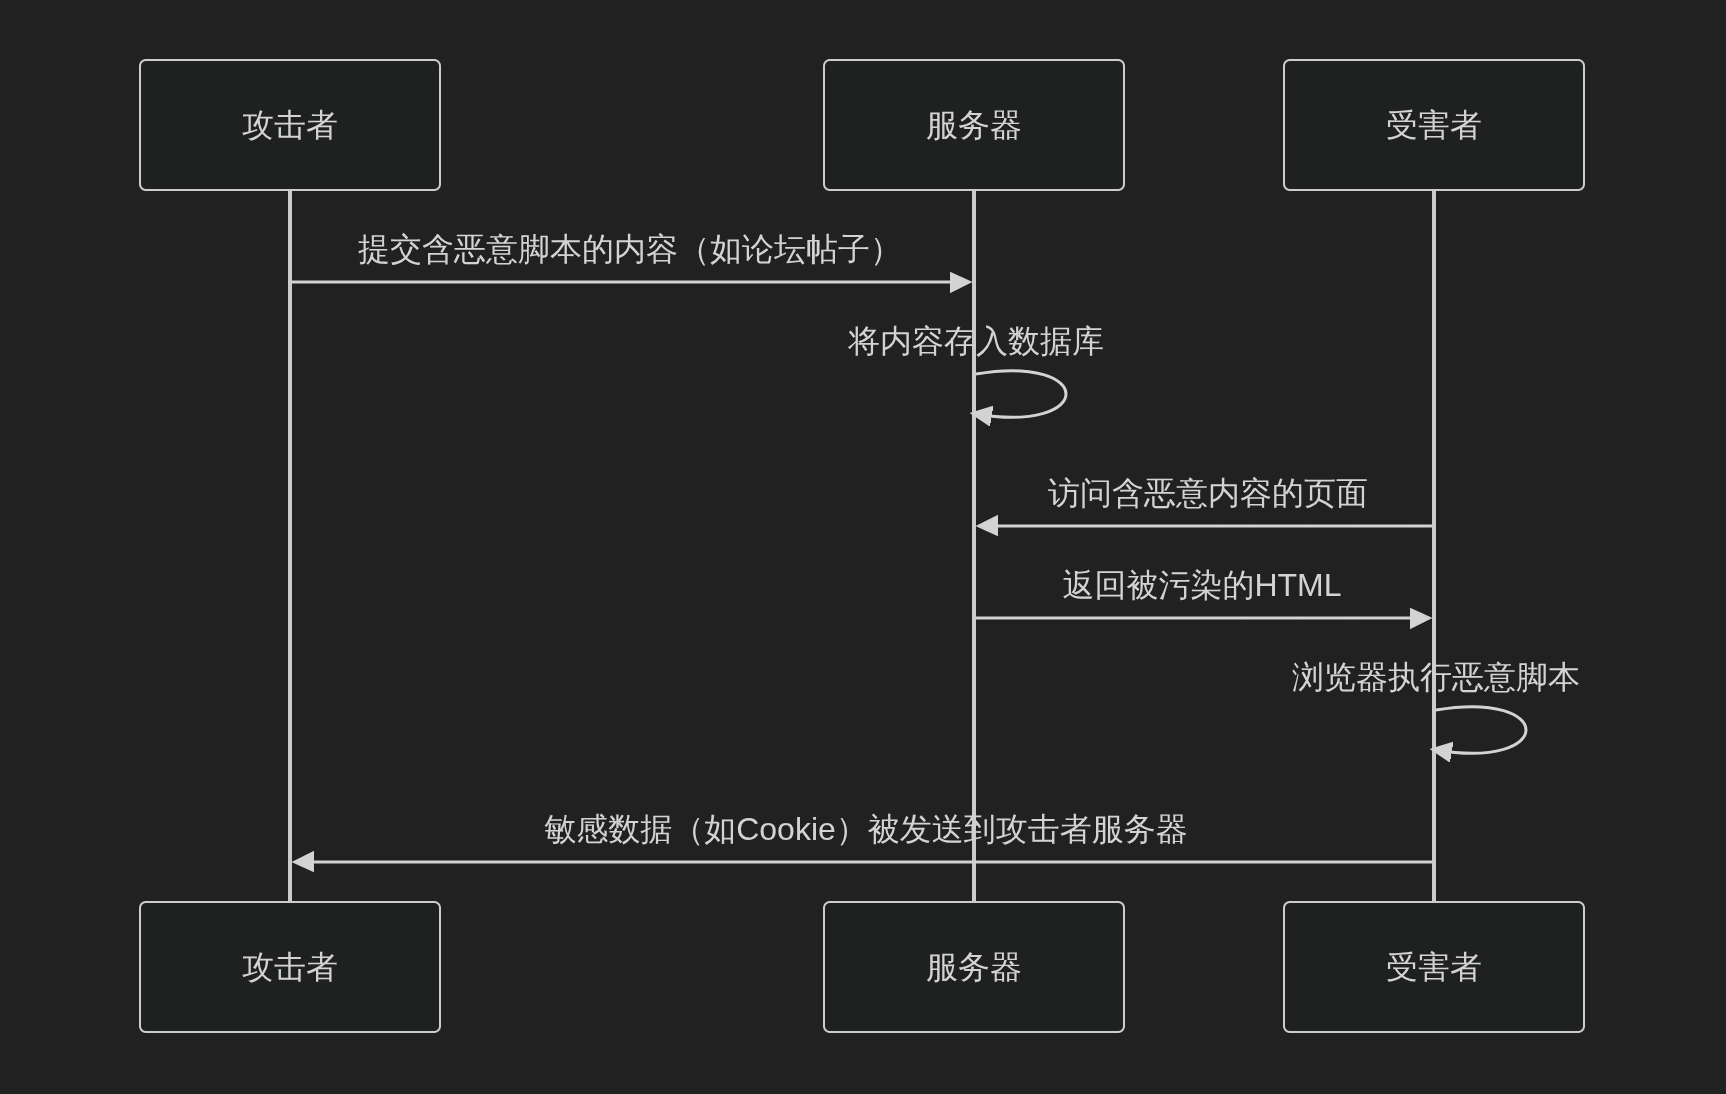 攻击者
服务器
受害者
提交含恶意脚本的内容（如论坛帖子）
将内容存入数据库
访问含恶意内容的页面
返回被污染的HTML
浏览器执行恶意脚本
敏感数据（如Cookie）被发送到攻击者服务器
攻击者
服务器
受害者